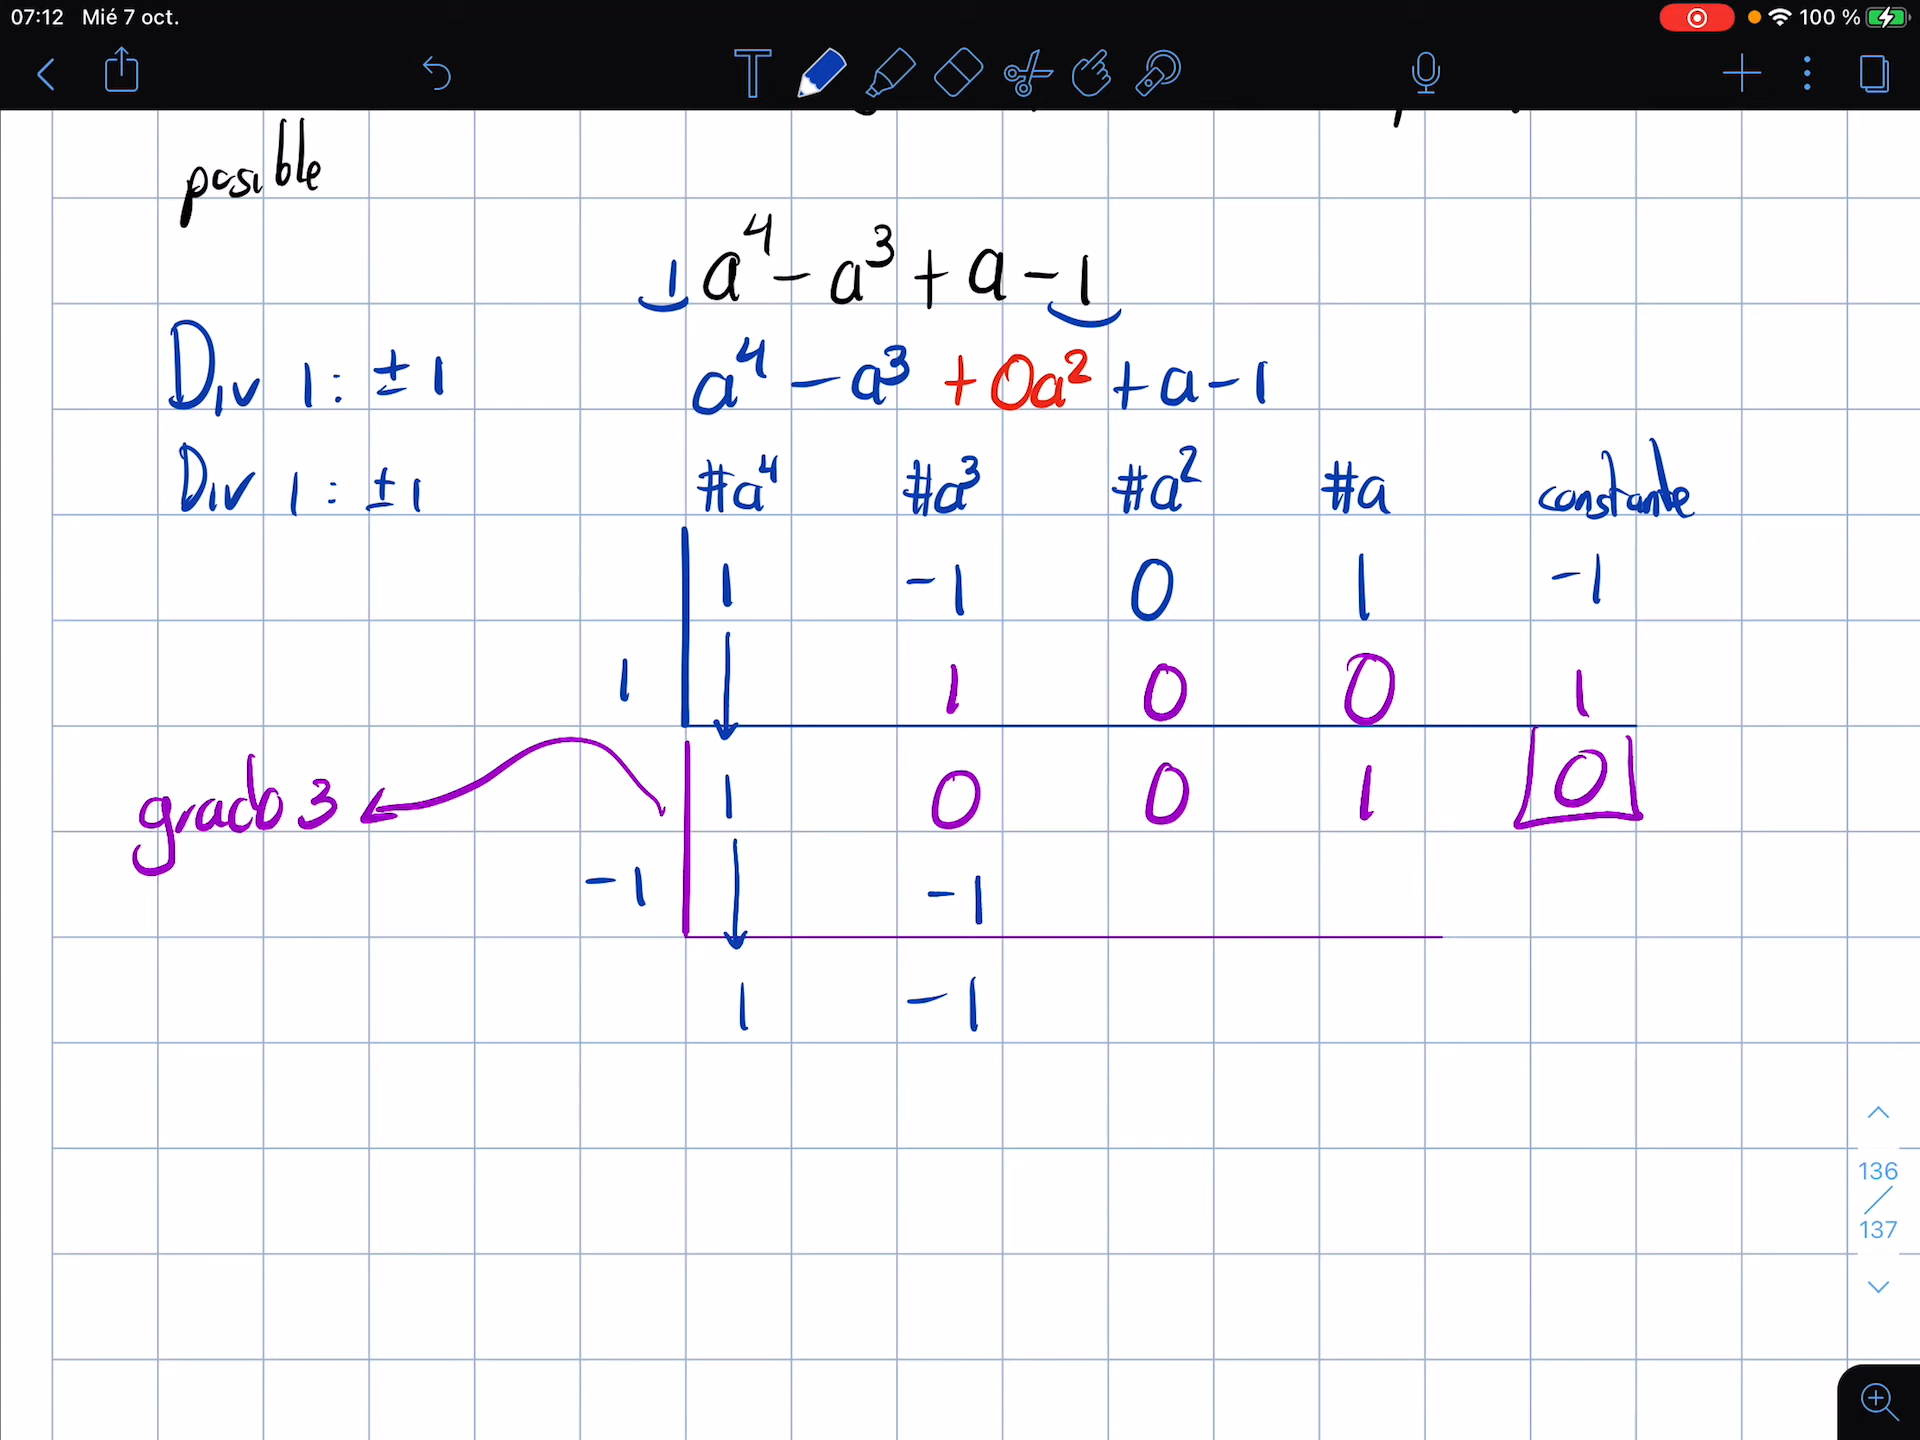 07:12 Mié 7 oct. 100 %
posible
1a⁴ - a³ + a - 1
Div 1: ± 1 a⁴ - a³ + 0a² + a - 1
Div 1: ±1 #a⁴ #a³ #a² #a constante
1 -1 0 1 -1
1 1 0 0 1
grado 3 1 0 0 1 0
-1 -1
1 -1
136
137